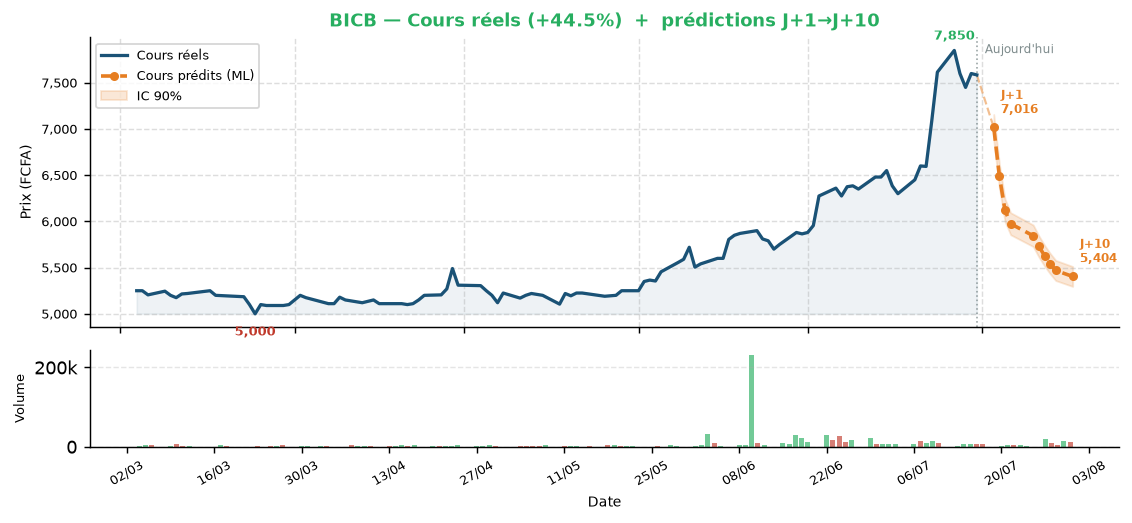 BICB — Cours réels (+44.5%)  +  prédictions J+1→J+10
Cours réels
Cours prédits (ML)
IC 90%
7,850
Aujourd'hui
J+1
7,016
J+10
5,404
5,000
Prix (FCFA)
7,500
7,000
6,500
6,000
5,500
5,000
Volume
200k
0
02/03
16/03
30/03
13/04
27/04
11/05
25/05
08/06
22/06
06/07
20/07
03/08
Date